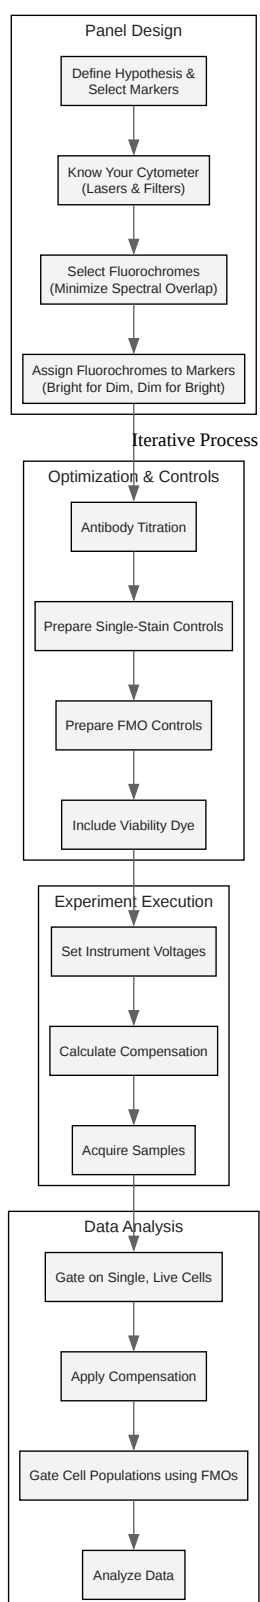 Panel Design
Define Hypothesis &
Select Markers
Know Your Cytometer
(Lasers & Filters)
Select Fluorochromes
(Minimize Spectral Overlap)
Assign Fluorochromes to Markers
(Bright for Dim, Dim for Bright)
Iterative Process
Optimization & Controls
Antibody Titration
Prepare Single-Stain Controls
Prepare FMO Controls
Include Viability Dye
Experiment Execution
Set Instrument Voltages
Calculate Compensation
Acquire Samples
Data Analysis
Gate on Single, Live Cells
Apply Compensation
Gate Cell Populations using FMOs
Analyze Data